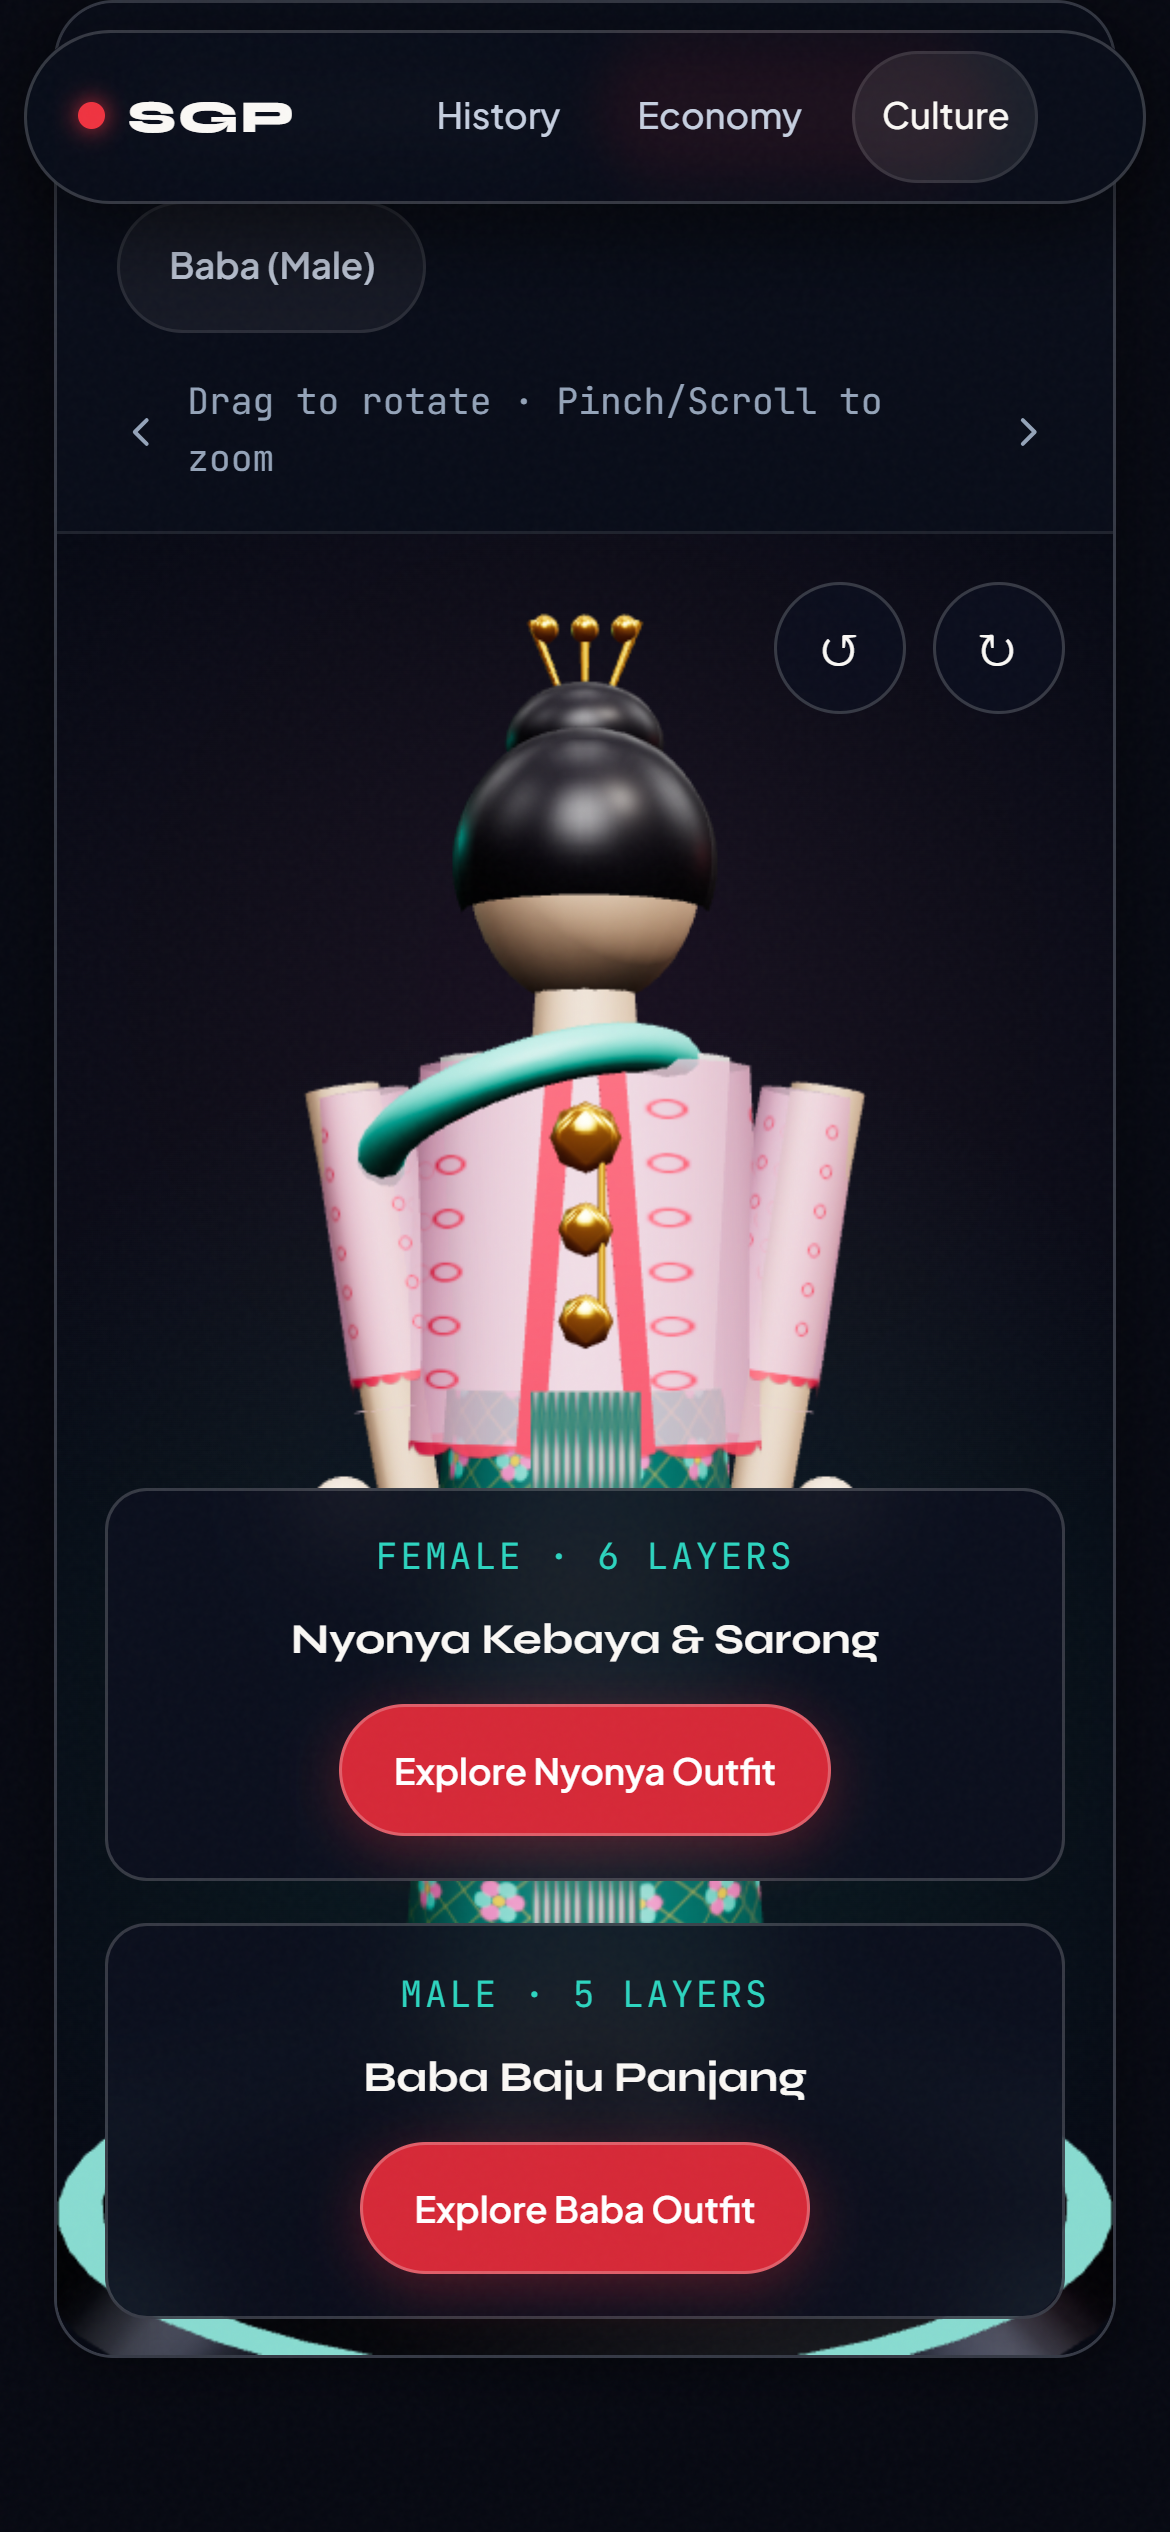 SGP
History
Economy
Culture
Baba (Male)
Drag to rotate · Pinch/Scroll to
zoom
FEMALE · 6 LAYERS
Nyonya Kebaya & Sarong
Explore Nyonya Outfit
MALE · 5 LAYERS
Baba Baju Panjang
Explore Baba Outfit